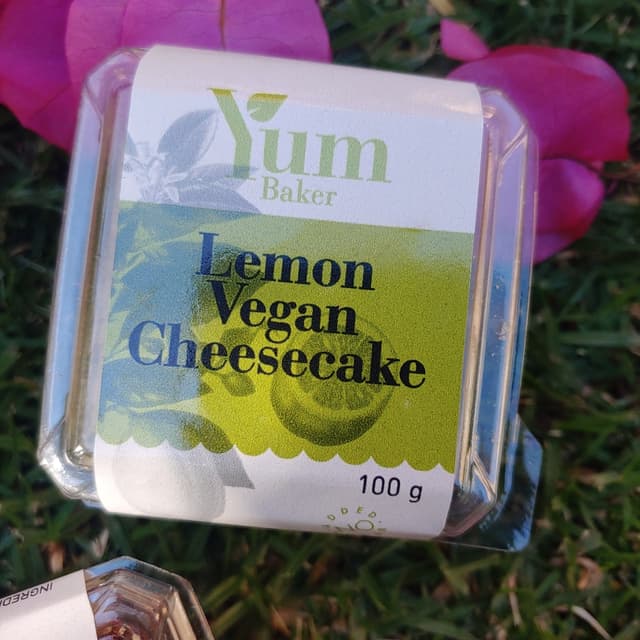 Yum
Baker
Lemon
Vegan
Cheesecake
100 g